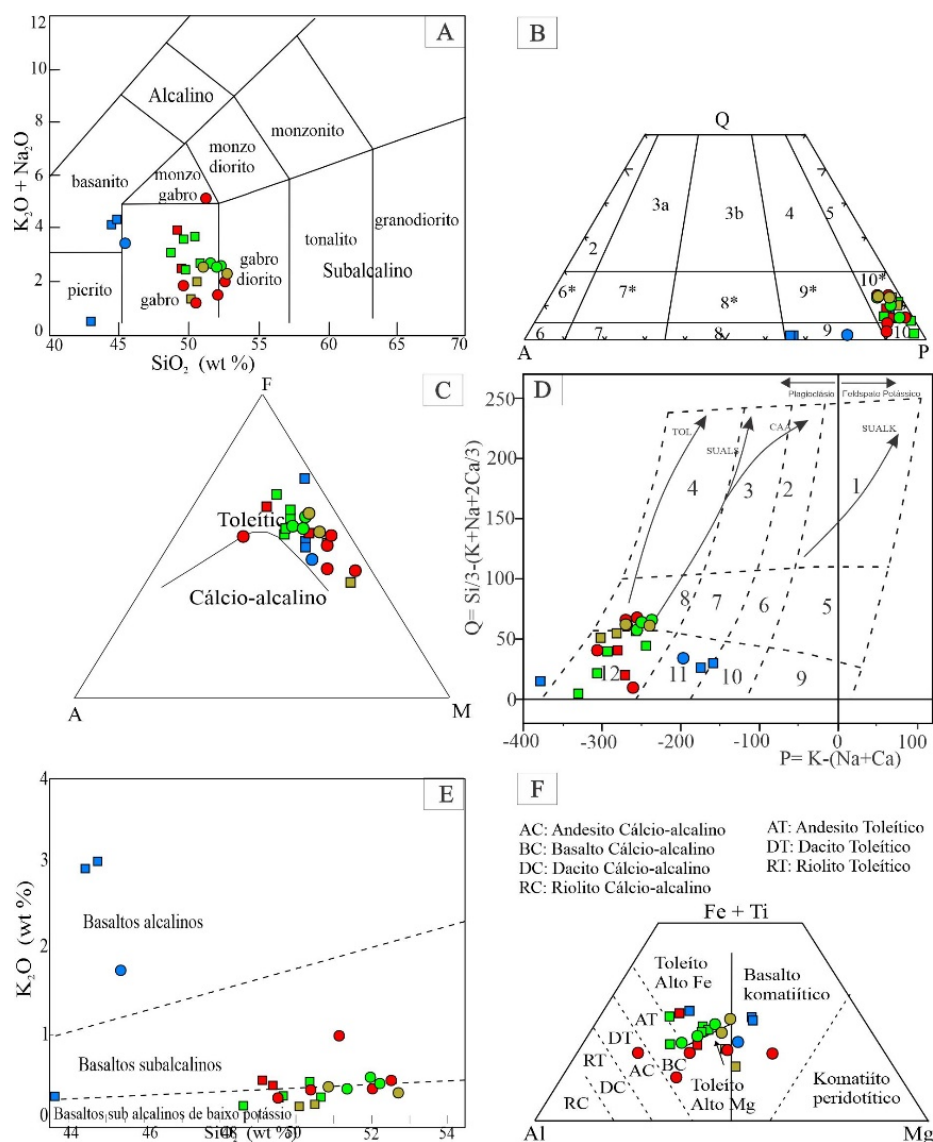 A
12
10
8
6
4
2
0
K2O + Na2O
Alcalino
monzonito
monzo
diorito
basanito
monzo
gabro
granodiorito
tonalito
gabro
diorito
Subalcalino
picrito
gabro
40 45 50 55 60 65 70
SiO2 (wt %)
B
Q
3a
3b
4
5
2
10*
6*
7*
8*
9*
6
7
8
9
10
A
P
C
F
Toleític
Cálcio-alcalino
A
M
D
Plagioclásio
Foldspato Potássico
250
200
150
100
50
0
Q= Si/3-(K+Na+2Ca/3)
TOL
SUALS
CAA
SUALK
4
3
2
1
8
7
6
5
12
11
10
9
-400 -300 -200 -100 0 100
P= K-(Na+Ca)
E
4
3
2
1
0
K2O (wt %)
Basaltos alcalinos
Basaltos subalcalinos
Basaltos sub alcalinos de baixo potássio
44 46 48 50 52 54
SiO2 (wt %)
F
AC: Andesito Cálcio-alcalino
BC: Basalto Cálcio-alcalino
DC: Dacito Cálcio-alcalino
RC: Riolito Cálcio-alcalino
AT: Andesito Toleítico
DT: Dacito Toleítico
RT: Riolito Toleítico
Fe + Ti
Toleíto
Alto Fe
Basalto
komatiítico
AT
DT
RT
AC
BC
DC
RC
Toleíto
Alto Mg
Komatiito
peridotítico
Al
Mg